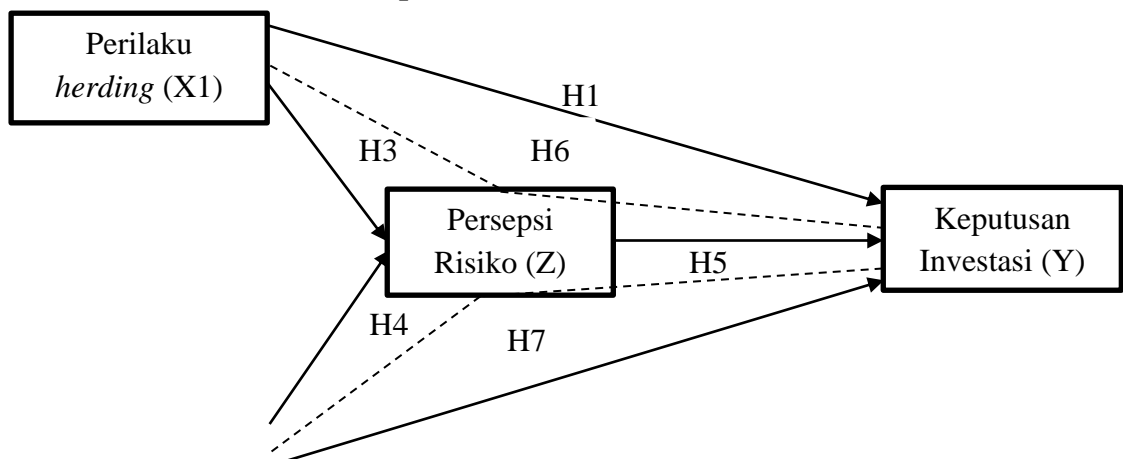 Perilaku
herding (X1)
H1
H3
H6
Persepsi
Risiko (Z)
Keputusan
Investasi (Y)
H5
H4
H7